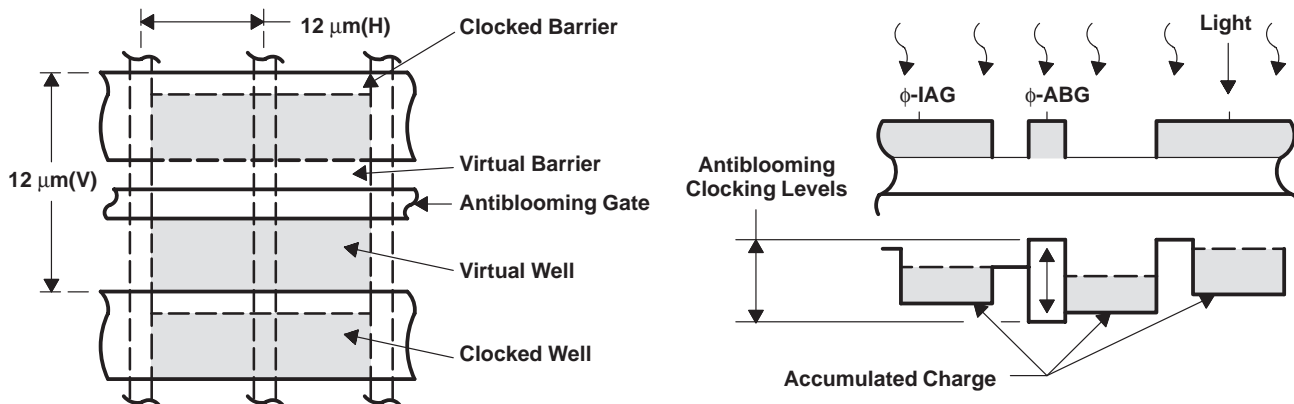 12 μm(H)
Clocked Barrier
12 μm(V)
Virtual Barrier
Antiblooming Gate
Virtual Well
Clocked Well
Light
ϕ-IAG
ϕ-ABG
Antiblooming
Clocking Levels
Accumulated Charge